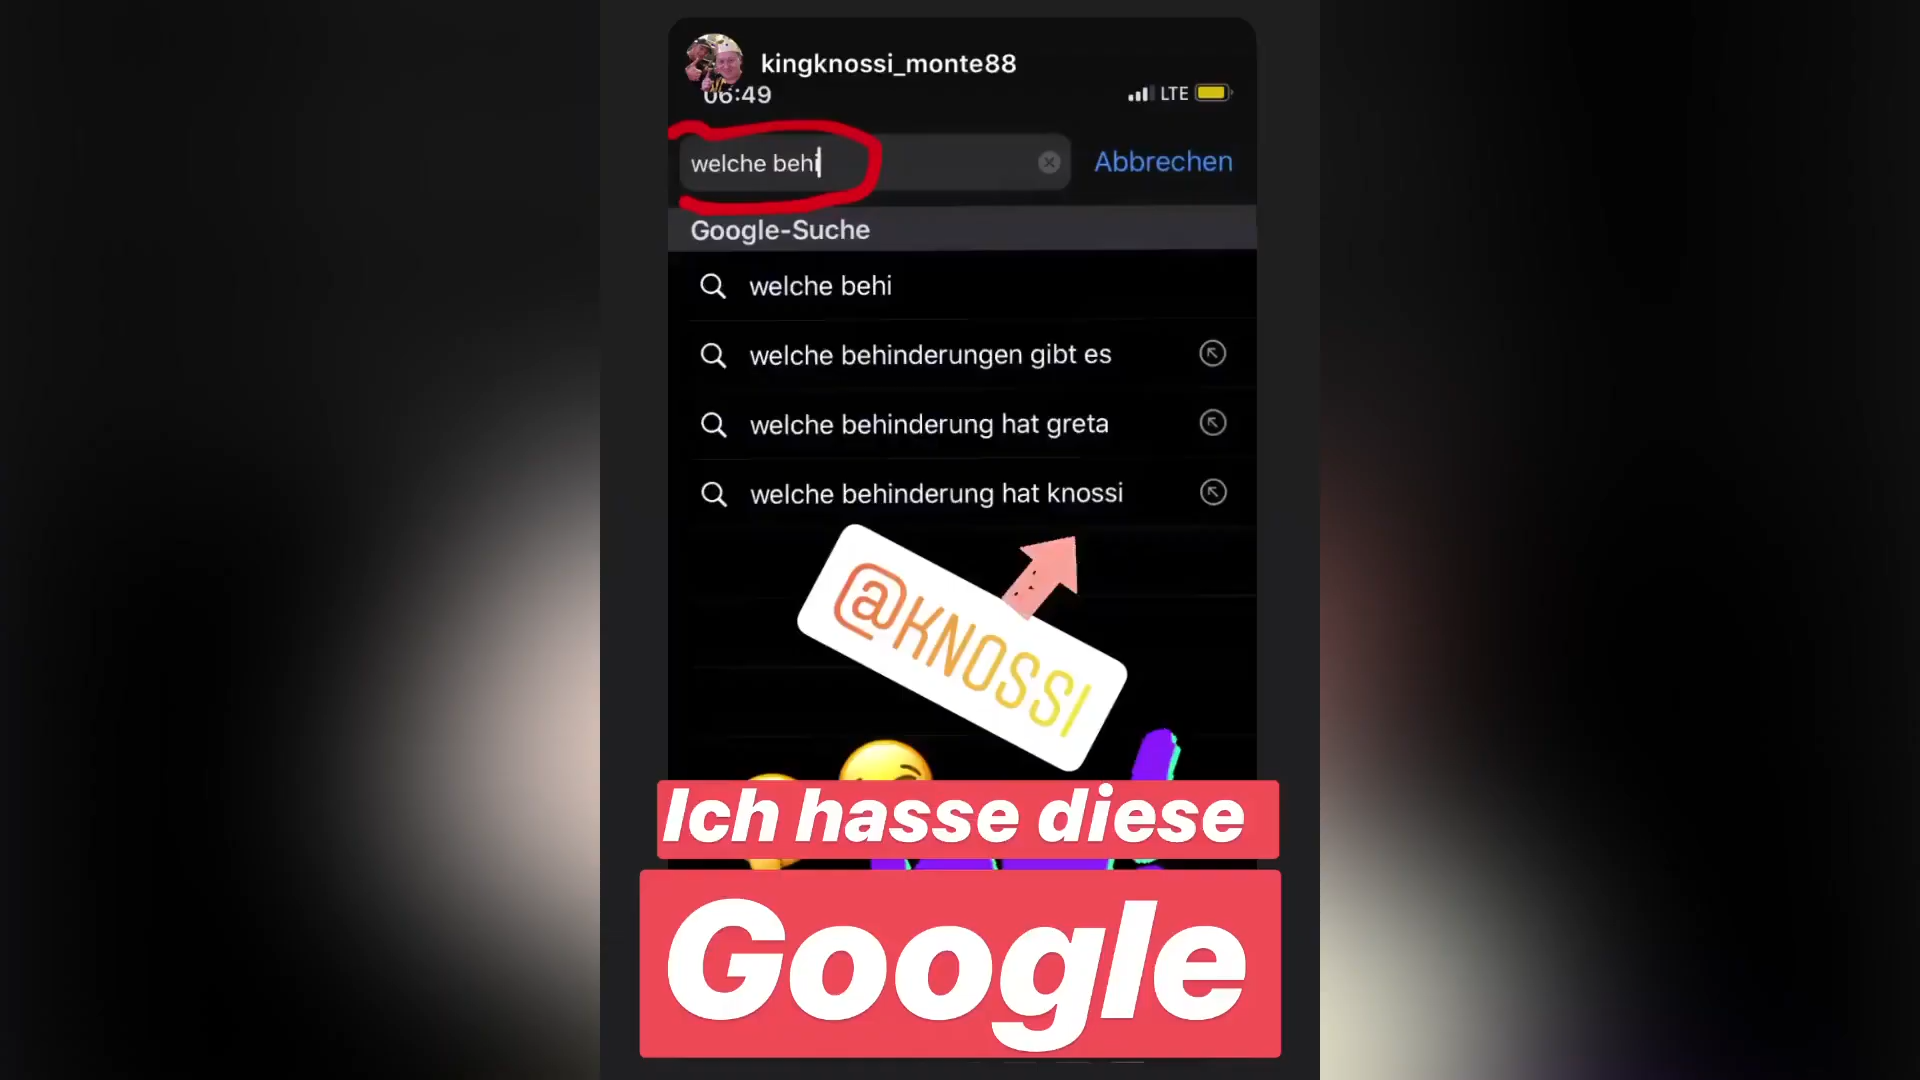 kingknossi_monte88
06:49
LTE
welche behi
Abbrechen
Google-Suche
welche behi
welche behinderungen gibt es
welche behinderung hat greta
welche behinderung hat knossi
@KNOSSI
Ich hasse diese
Google